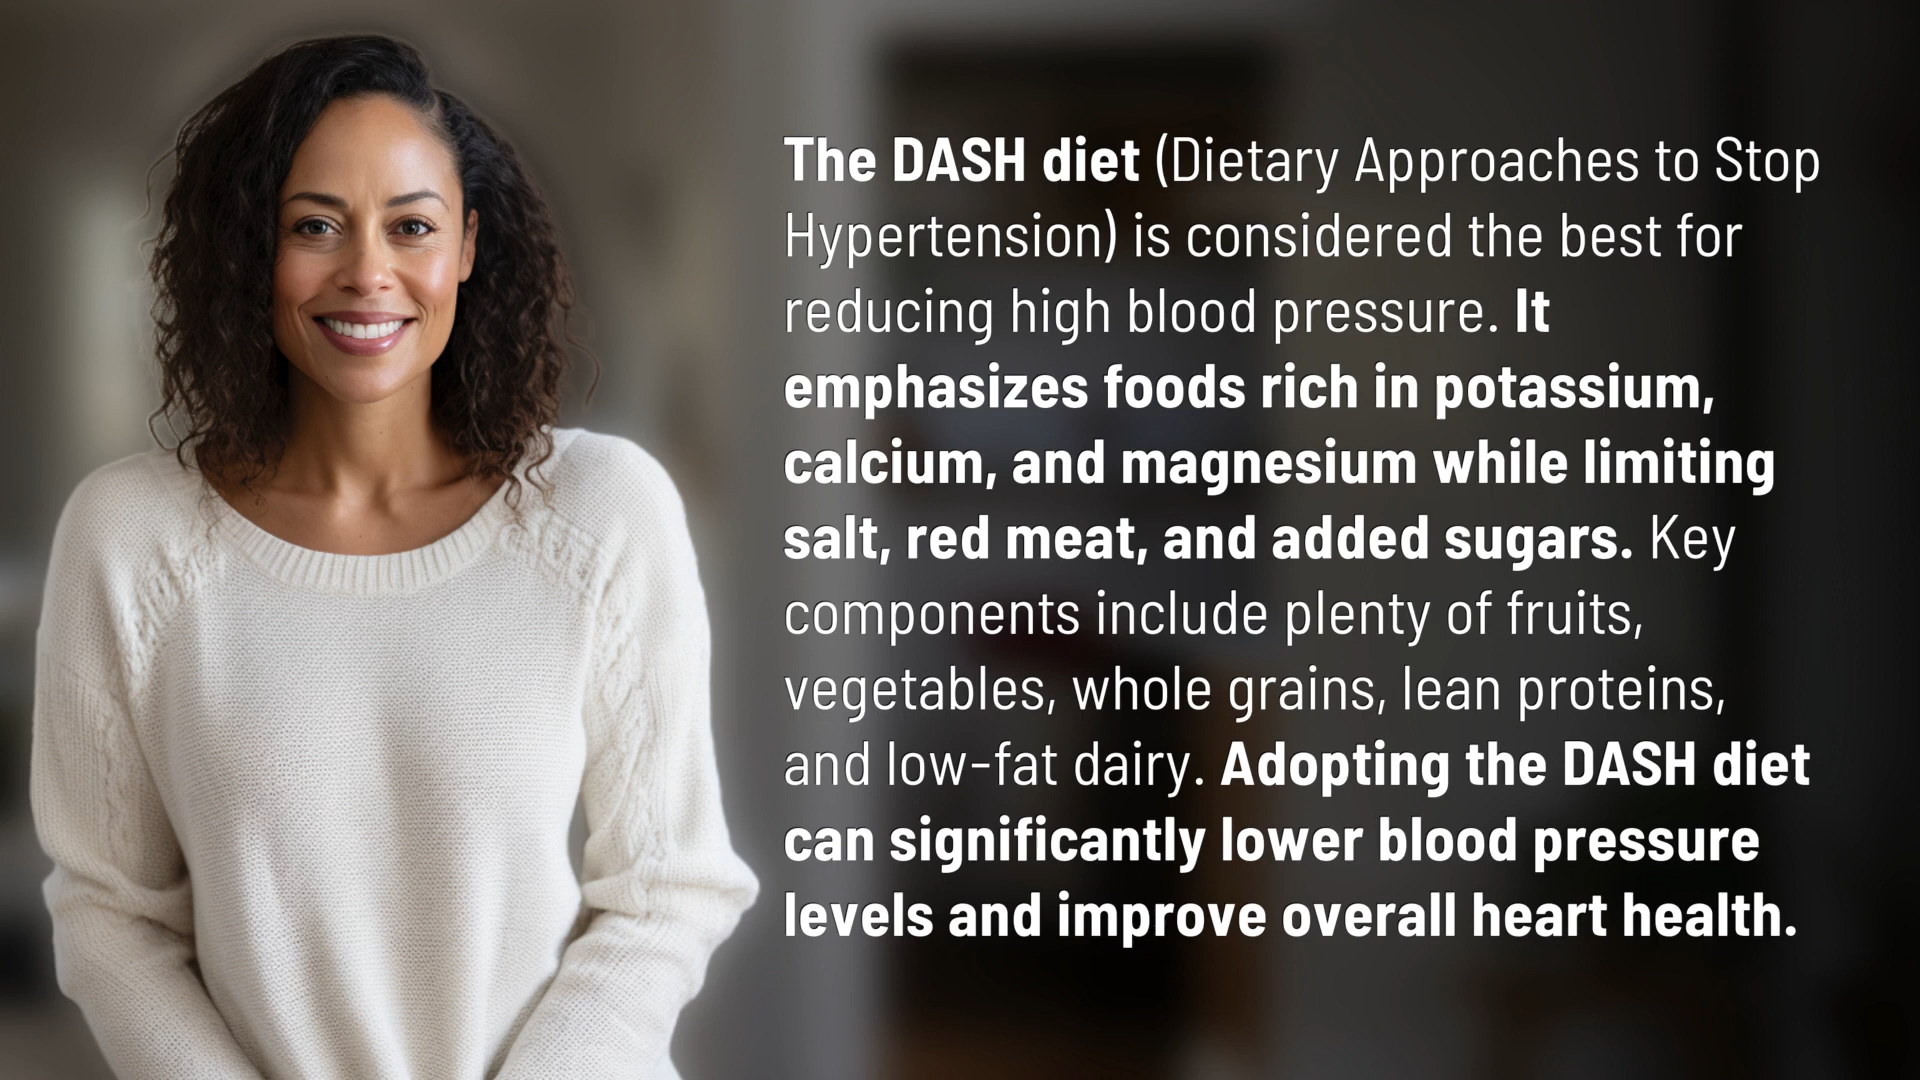 The DASH diet (Dietary Approaches to Stop
Hypertension) is considered the best for
reducing high blood pressure. It
emphasizes foods rich in potassium,
calcium, and magnesium while limiting
salt, red meat, and added sugars. Key
components include plenty of fruits,
vegetables, whole grains, lean proteins,
and low-fat dairy. Adopting the DASH diet
can significantly lower blood pressure
levels and improve overall heart health.